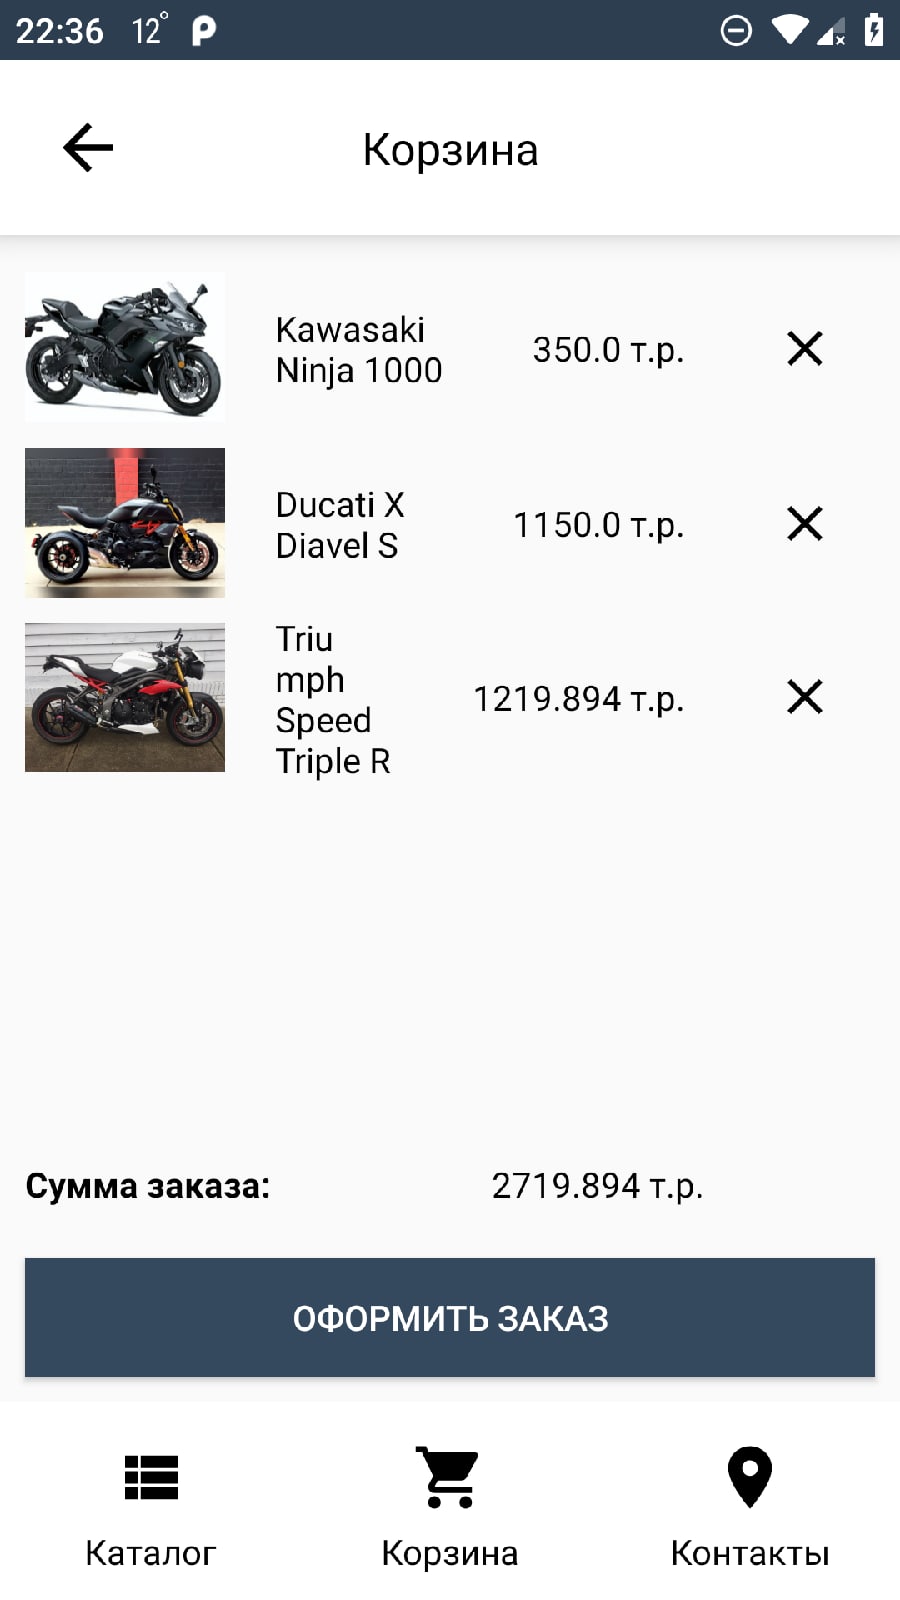 22:36 12°
Корзина
Kawasaki
Ninja 1000
350.0 т.р.
Ducati X
Diavel S
1150.0 т.р.
Triu
mph
Speed
Triple R
1219.894 т.р.
Сумма заказа:
2719.894 т.р.
ОФОРМИТЬ ЗАКАЗ
Каталог
Корзина
Контакты